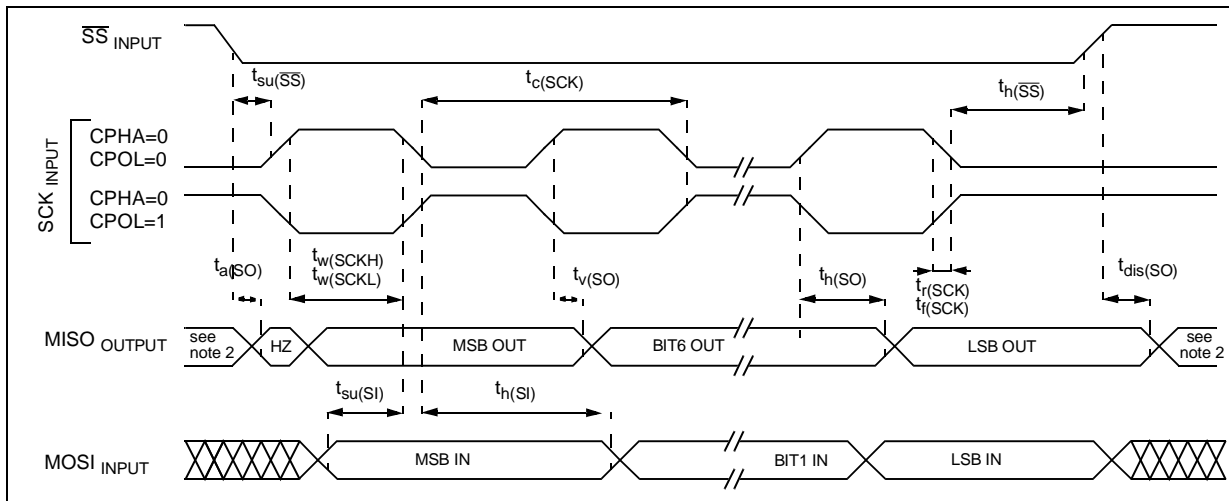 SS INPUT
tsu(SS)
tc(SCK)
th(SS)
SCK INPUT
CPHA=0
CPOL=0
CPHA=0
CPOL=1
ta(SO)
tw(SCKH)
tw(SCKL)
tv(SO)
th(SO)
tr(SCK)
tf(SCK)
tdis(SO)
MISO OUTPUT
see
note 2
HZ
MSB OUT
BIT6 OUT
LSB OUT
see
note 2
tsu(SI)
th(SI)
MOSI INPUT
MSB IN
BIT1 IN
LSB IN